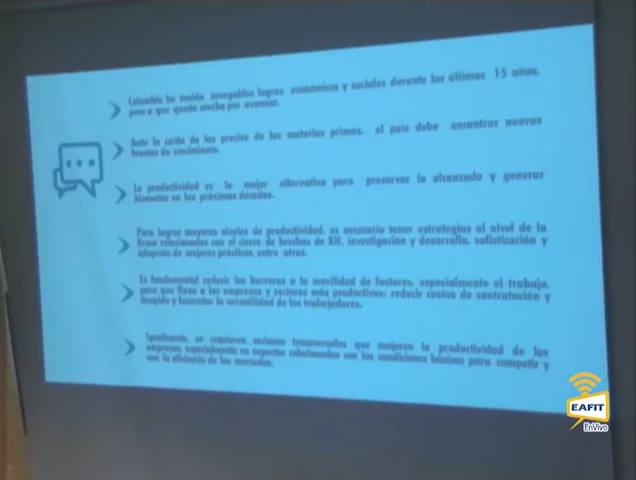 Colombia ha tenido innegables logros económicos y sociales durante los últimos 15 años,
pese a que queda mucho por avanzar.
Ante la caída de los precios de las materias primas, el país debe encontrar nuevas
fuentes de crecimiento.
La productividad es la mejor alternativa para preservar lo alcanzado y generar
bienestar en las próximas décadas.
Para lograr mayores niveles de productividad, es necesario tener estrategias al nivel de la
firma relacionadas con el cierre de brechas de KH, investigación y desarrollo, sofisticación y
adopción de mejores prácticas, entre otras.
Es fundamental reducir las barreras a la movilidad de factores, especialmente el trabajo,
para que fluya a las empresas y sectores más productivos: reducir costos de contratación y
despido y fomentar la versatilidad de los trabajadores.
Igualmente, se requieren acciones transversales que mejoren la productividad de las
empresas, especialmente en aspectos relacionados con las condiciones básicas para competir y
con la eficiencia de los mercados.
EAFIT
EnVivo